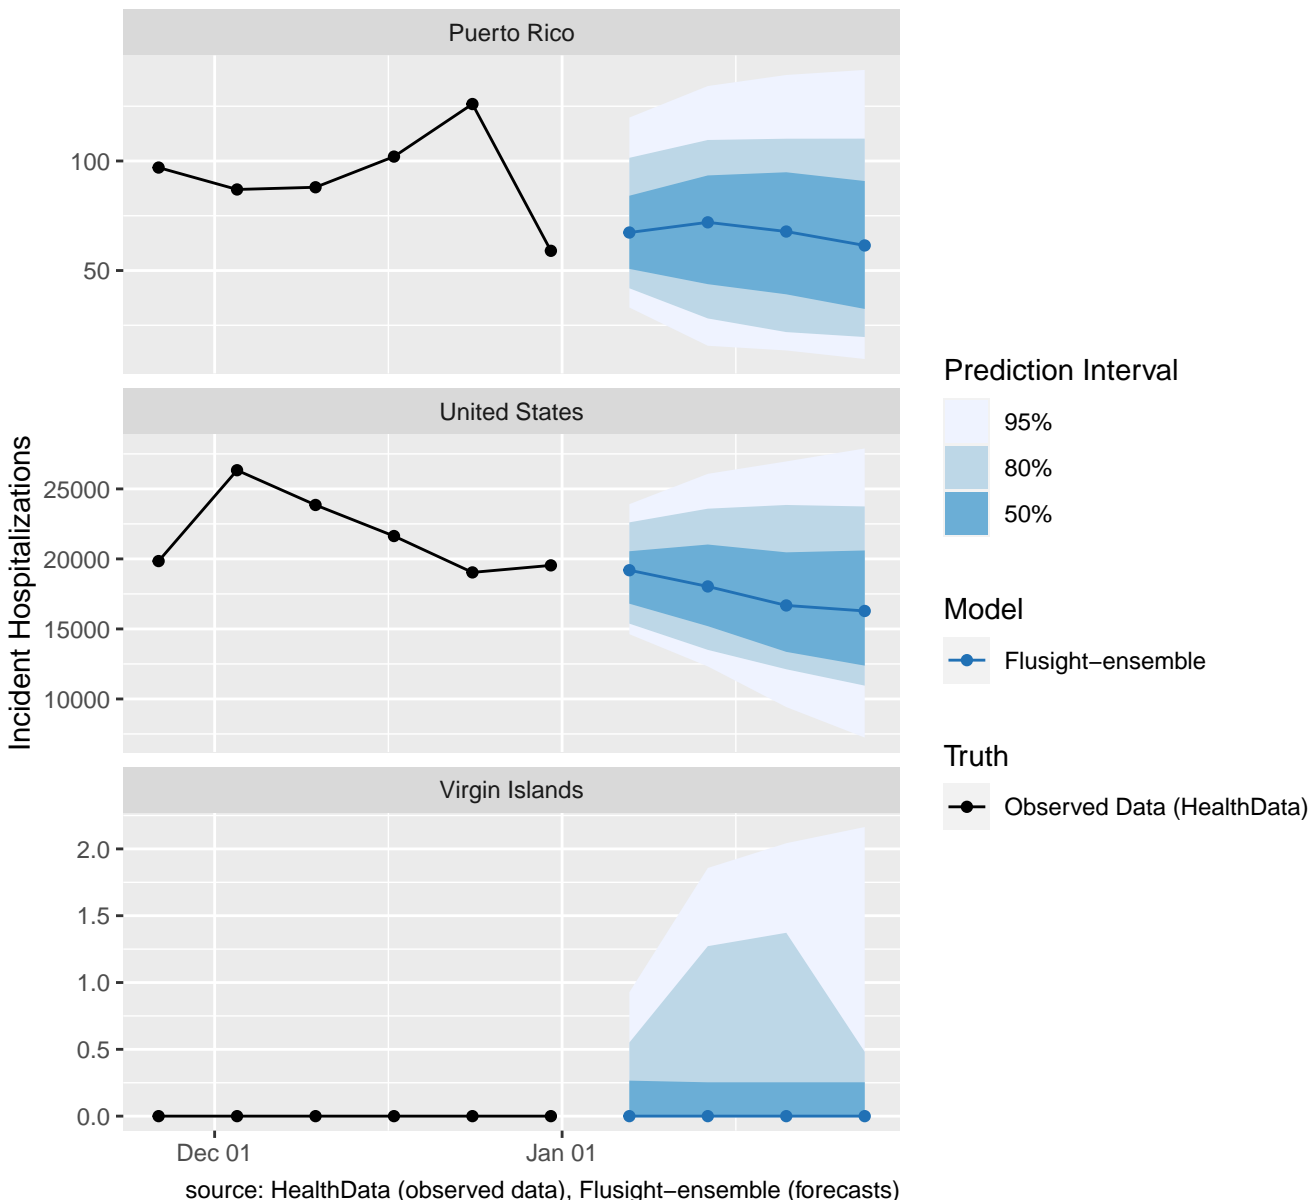 Puerto Rico
100
50
United States
25000
20000
15000
10000
Virgin Islands
2.0
1.5
1.0
0.5
0.0
Dec 01
Jan 01
Incident Hospitalizations
source: HealthData (observed data), Flusight−ensemble (forecasts)
Prediction Interval
95%
80%
50%
Model
Flusight−ensemble
Truth
Observed Data (HealthData)